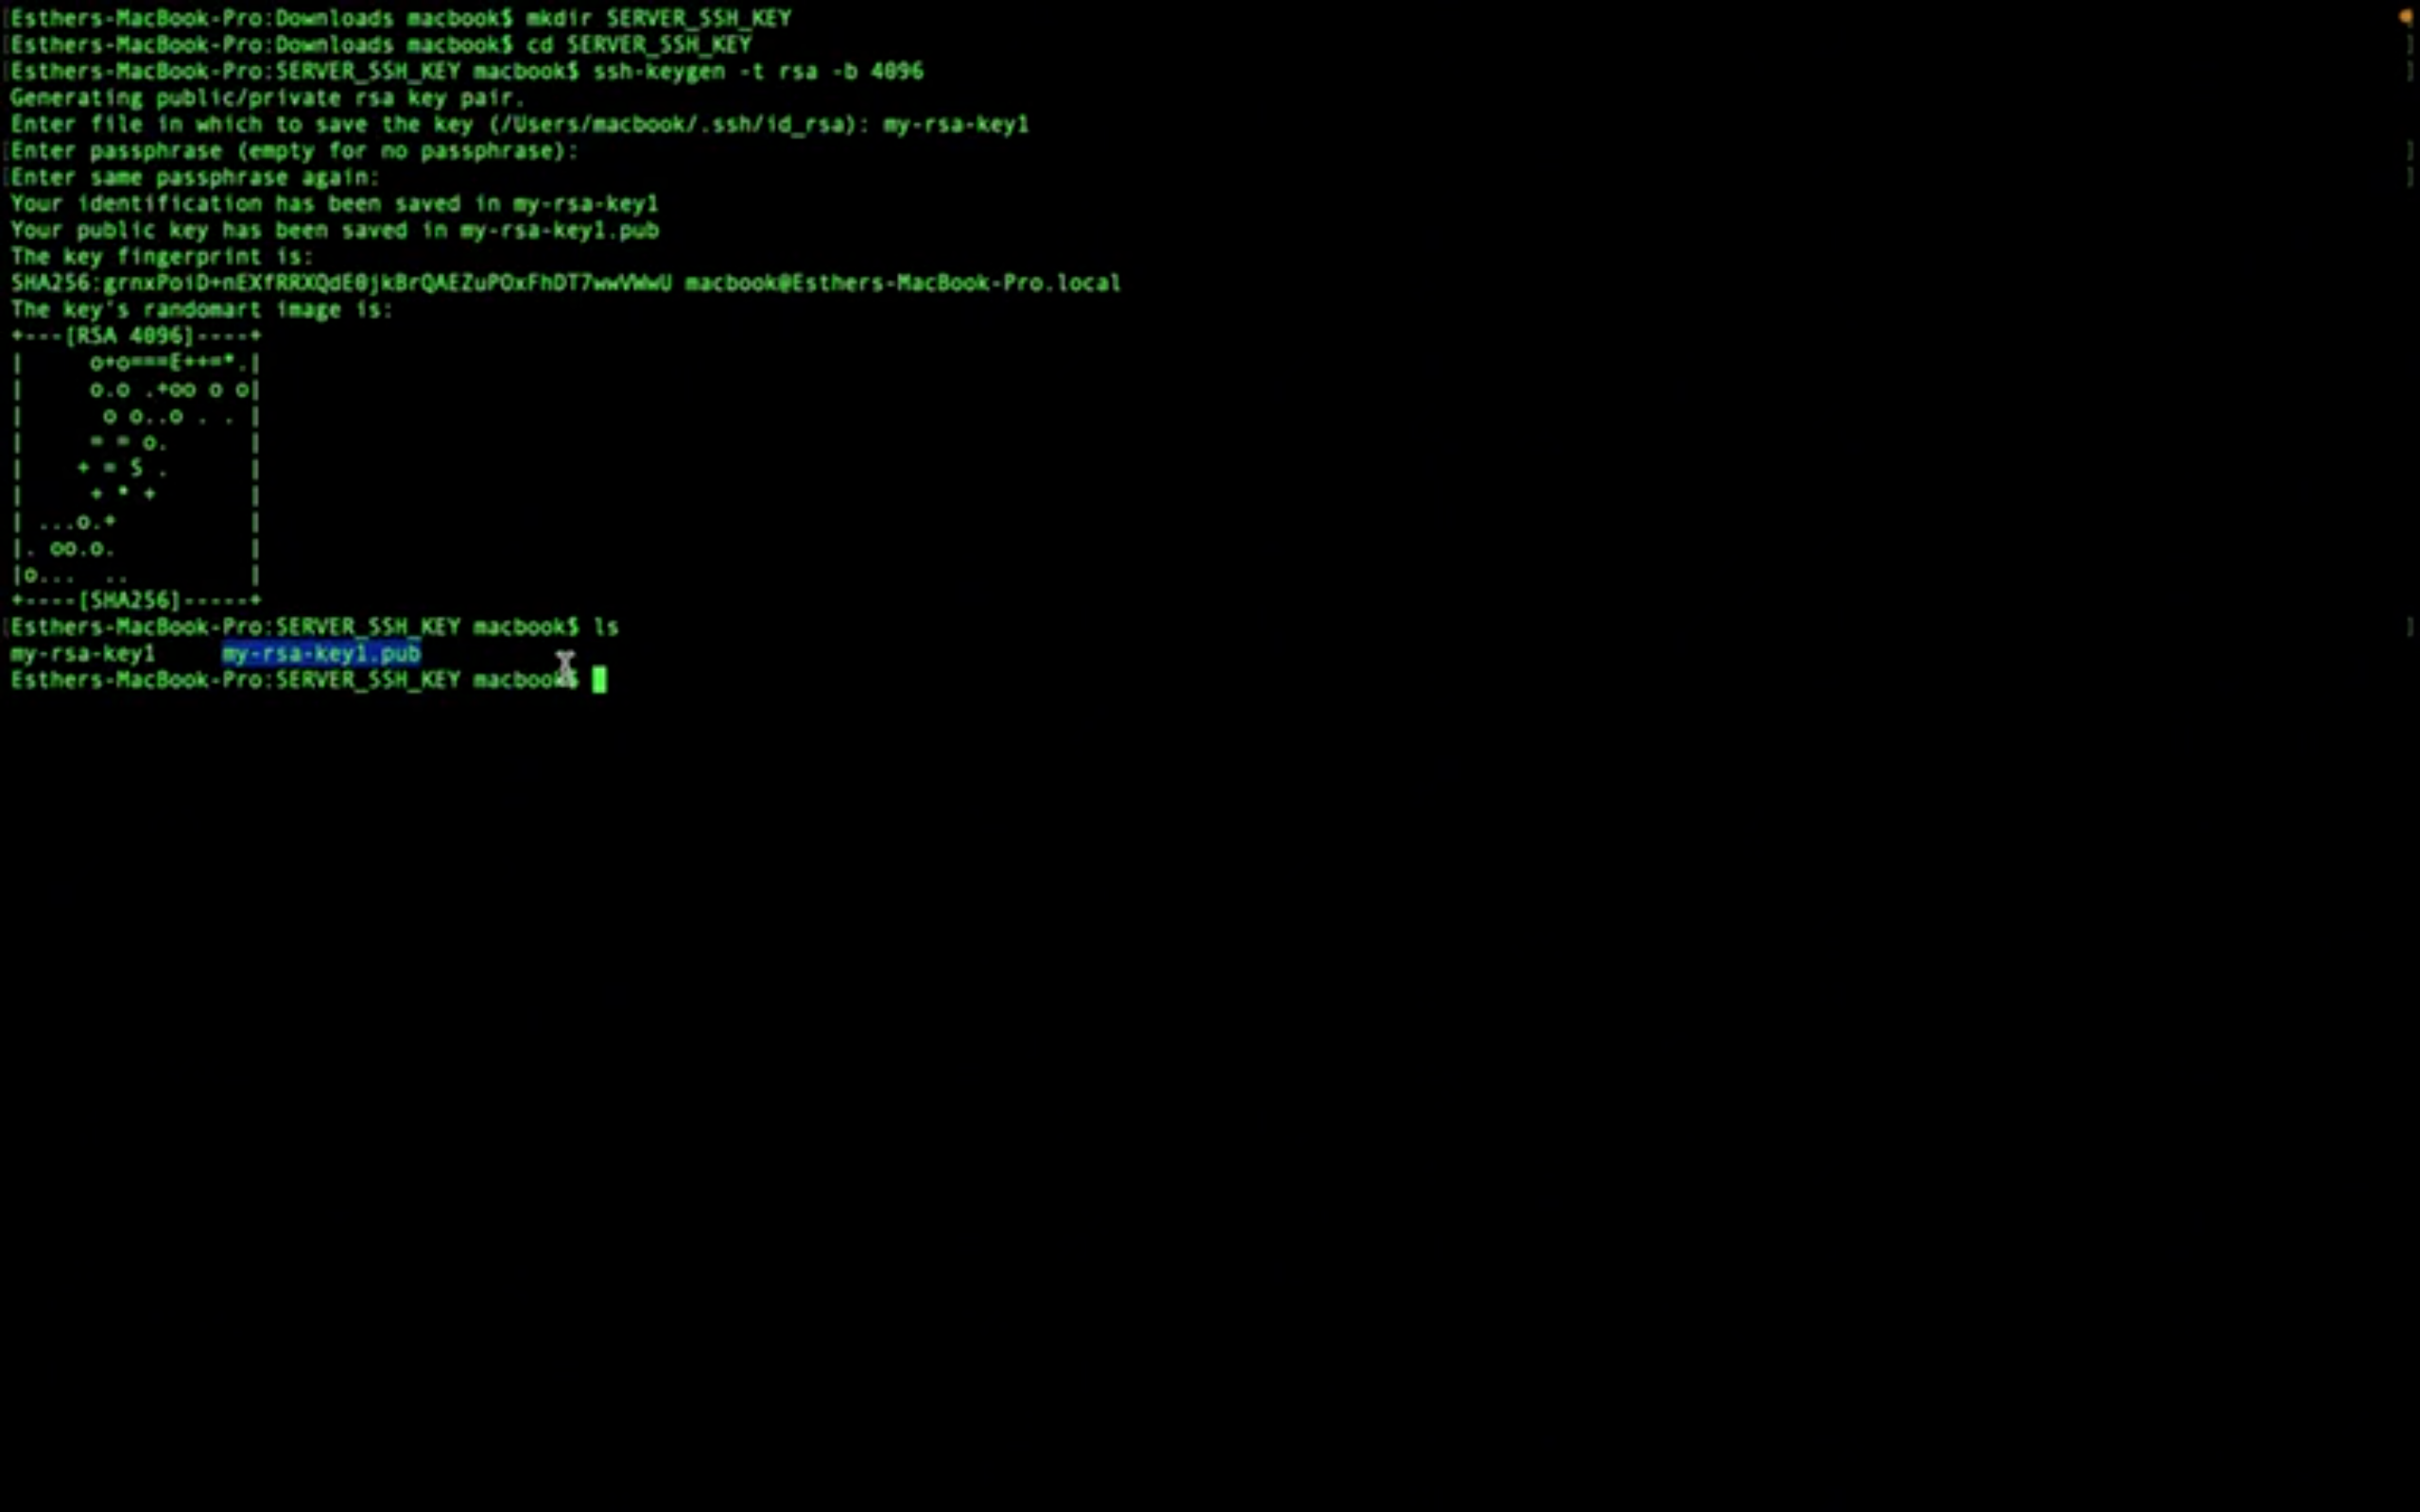 Esthers-MacBook-Pro:Downloads macbook$ mkdir SERVER_SSH_KEY
Esthers-MacBook-Pro:Downloads macbook$ cd SERVER_SSH_KEY
Esthers-MacBook-Pro:SERVER_SSH_KEY macbook$ ssh-keygen -t rsa -b 4096
Generating public/private rsa key pair.
Enter file in which to save the key (/Users/macbook/.ssh/id_rsa): my-rsa-key1
Enter passphrase (empty for no passphrase):
Enter same passphrase again:
Your identification has been saved in my-rsa-key1
Your public key has been saved in my-rsa-key1.pub
The key fingerprint is:
SHA256:grnxPoiD+nEXfRRXQdE0jkBrQAEZuPOxFhDT7wwVWwU macbook@Esthers-MacBook-Pro.local
The key's randomart image is:
+---[RSA 4096]----+
|     o+o===E++=*.|
|     o.o .+oo o o|
|      o o..o . . |
|     = = o.      |
|    + = S .      |
|     + * +       |
| ...o.+          |
|. oo.o.          |
|o...  ..         |
+----[SHA256]-----+
Esthers-MacBook-Pro:SERVER_SSH_KEY macbook$ ls
my-rsa-key1     my-rsa-key1.pub
Esthers-MacBook-Pro:SERVER_SSH_KEY macbook$